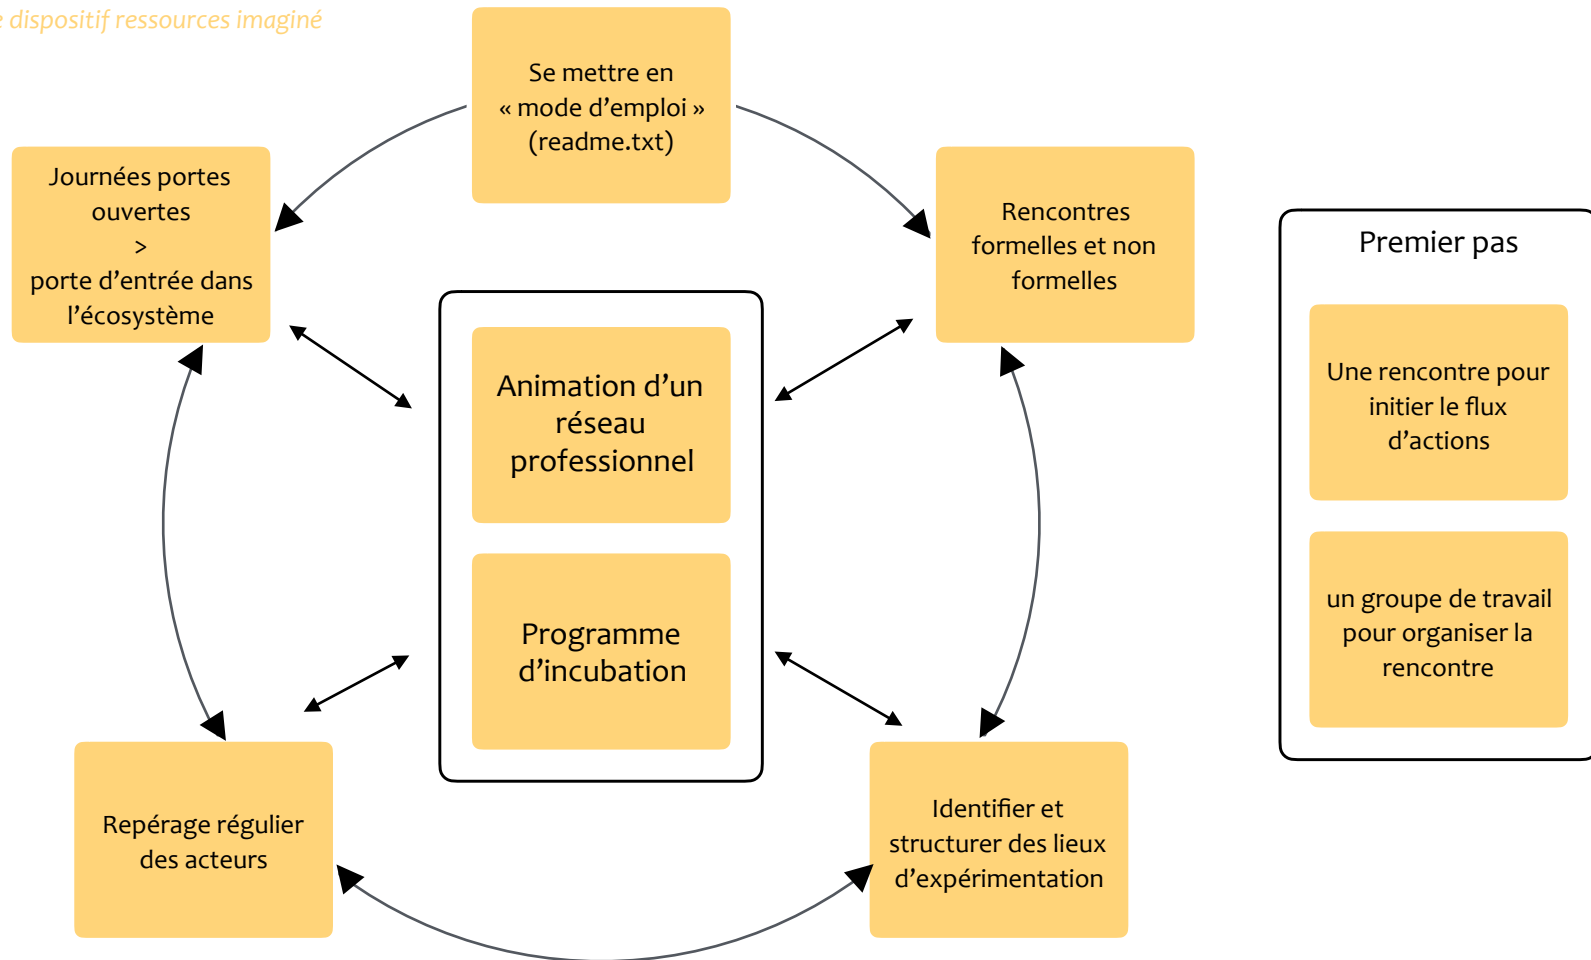 e dispositif ressources imaginé
Se mettre en
« mode d’emploi »
(readme.txt)
Journées portes
ouvertes
>
porte d’entrée dans
l’écosystème
Rencontres
formelles et non
formelles
Animation d’un
réseau
professionnel
Programme
d’incubation
Repérage régulier
des acteurs
Identifier et
structurer des lieux
d’expérimentation
Premier pas
Une rencontre pour
initier le flux
d’actions
un groupe de travail
pour organiser la
rencontre